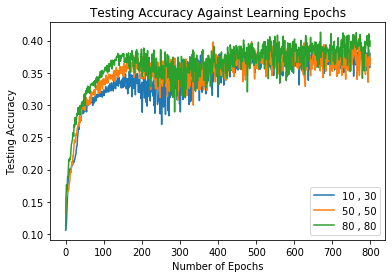 Testing Accuracy Against Learning Epochs
Testing Accuracy
0.40
0.35
0.30
0.25
0.20
0.15
0.10
0 100 200 300 400 500 600 700 800
Number of Epochs
10 , 30
50 , 50
80 , 80